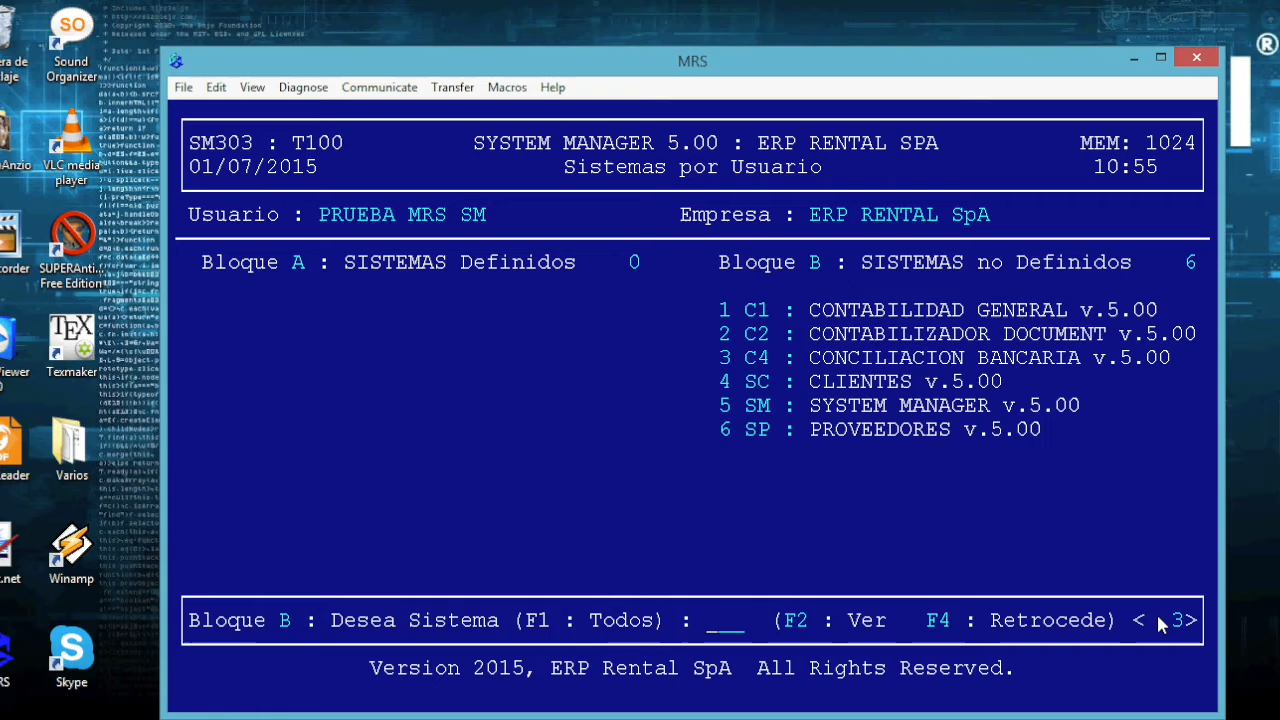 SO
Sound
Organizer
VLC media
player
SUPERAnti...
Free Edition
TEX
Texmaker
Varios
Winamp
Skype
®
MRS
File Edit View Diagnose Communicate Transfer Macros Help
SM303 : T100 SYSTEM MANAGER 5.00 : ERP RENTAL SPA MEM: 1024
01/07/2015 Sistemas por Usuario 10:55
Usuario : PRUEBA MRS SM Empresa : ERP RENTAL SpA
Bloque A : SISTEMAS Definidos 0 Bloque B : SISTEMAS no Definidos 6
1 C1 : CONTABILIDAD GENERAL v.5.00
2 C2 : CONTABILIZADOR DOCUMENT v.5.00
3 C4 : CONCILIACION BANCARIA v.5.00
4 SC : CLIENTES v.5.00
5 SM : SYSTEM MANAGER v.5.00
6 SP : PROVEEDORES v.5.00
Bloque B : Desea Sistema (F1 : Todos) : ___ (F2 : Ver F4 : Retrocede) < 3>
Version 2015, ERP Rental SpA All Rights Reserved.